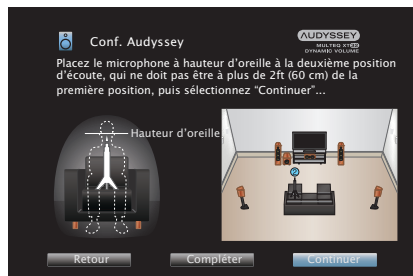 Conf. Audyssey
AUDYSSEY
MULTEQ XT32
DYNAMIC VOLUME
Placez le microphone à hauteur d'oreille à la deuxième position
d'écoute, qui ne doit pas être à plus de 2ft (60 cm) de la
première position, puis sélectionnez “Continuer”...
Hauteur d'oreille
②
Retour
Compléter
Continuer